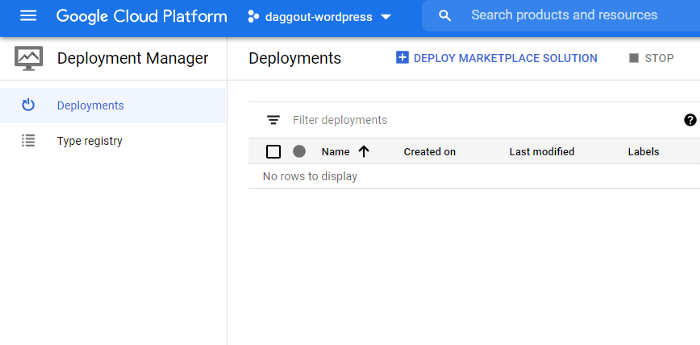 Google Cloud Platform daggout-wordpress Search products and resources
Deployment Manager Deployments DEPLOY MARKETPLACE SOLUTION STOP
Deployments
Type registry
Filter deployments
Name Created on Last modified Labels
No rows to display